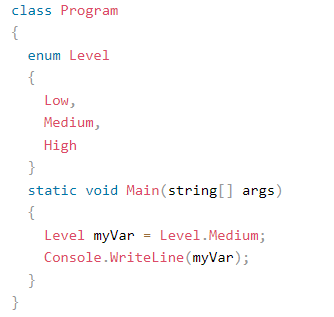 class Program
{
  enum Level
  {
    Low,
    Medium,
    High
  }
  static void Main(string[] args)
  {
    Level myVar = Level.Medium;
    Console.WriteLine(myVar);
  }
}